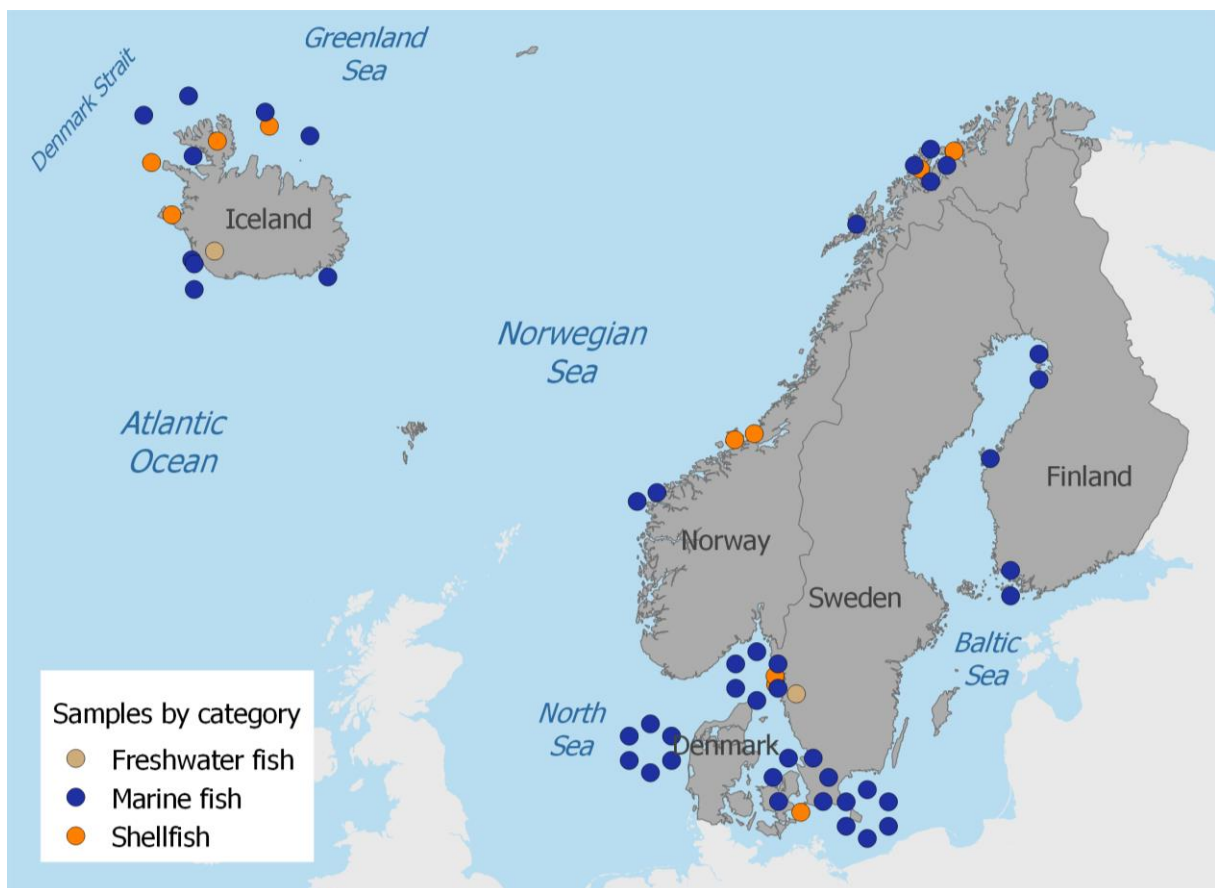 Greenland
Sea
Denmark Strait
Iceland
Norwegian
Sea
Atlantic
Ocean
Finland
Norway
Sweden
Baltic
Sea
North
Sea
Denmark
Samples by category
Freshwater fish
Marine fish
Shellfish